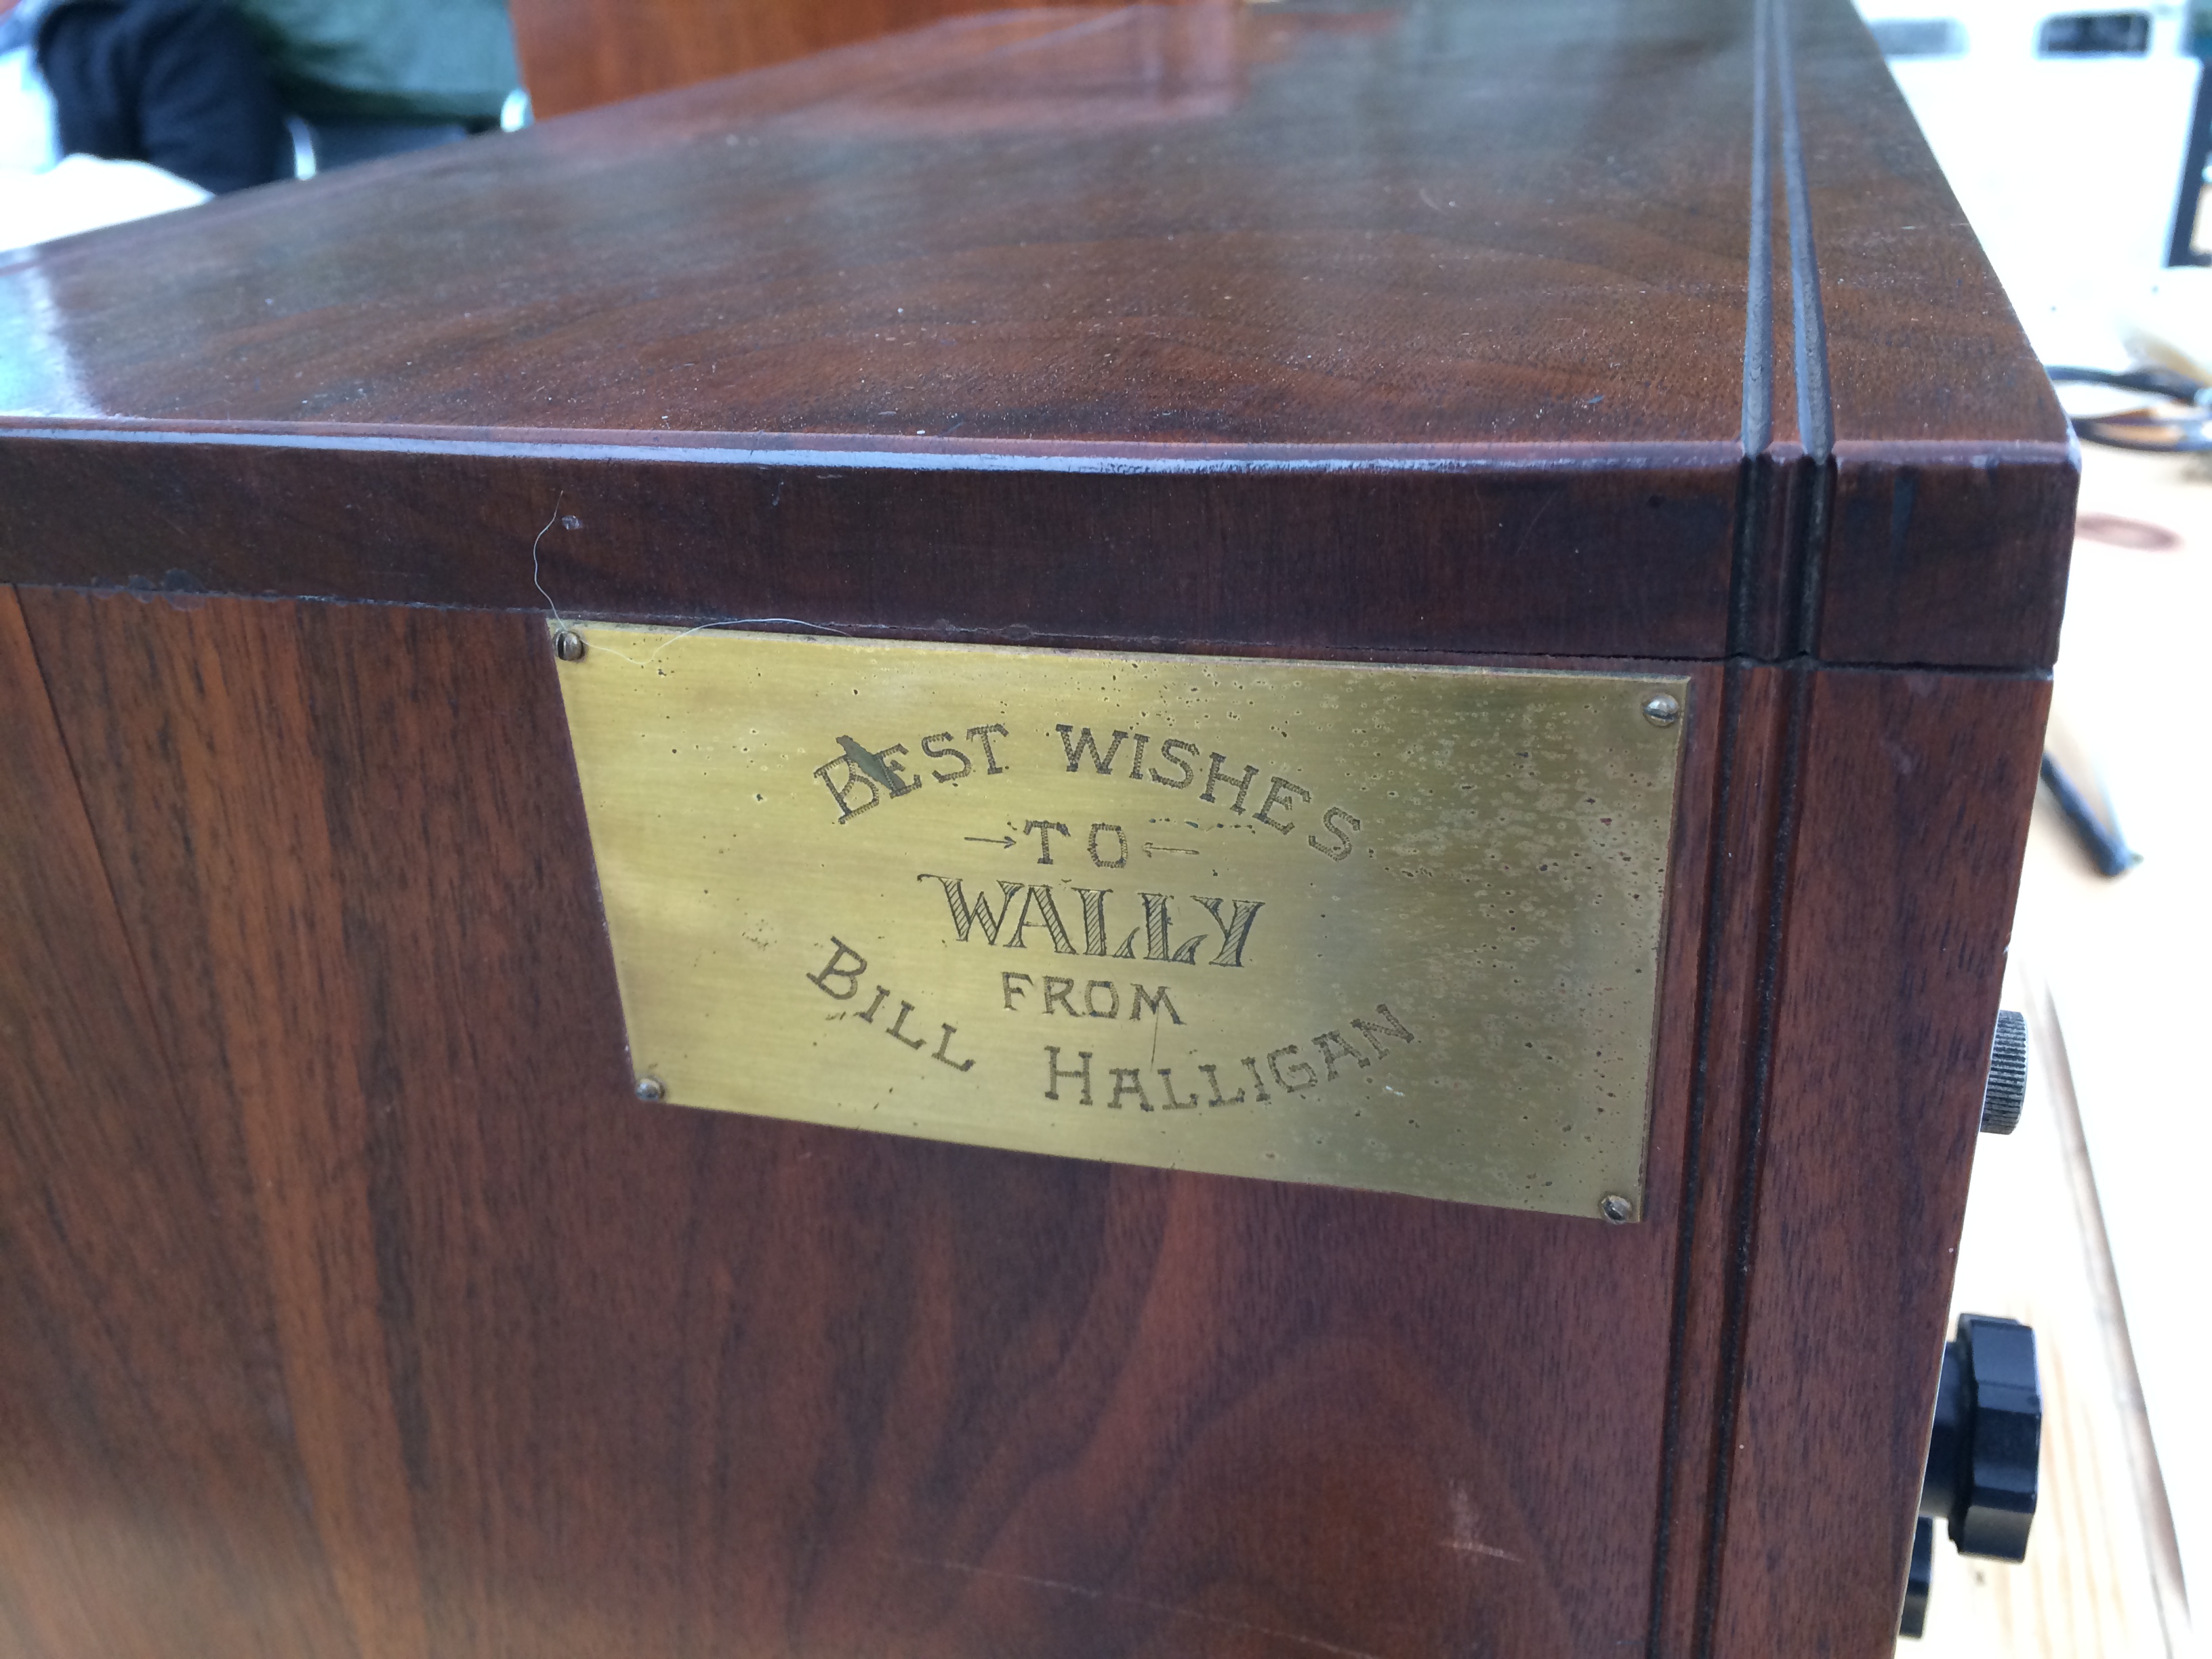 BEST WISHES
→TO←
WALLY
FROM
BILL HALLIGAN